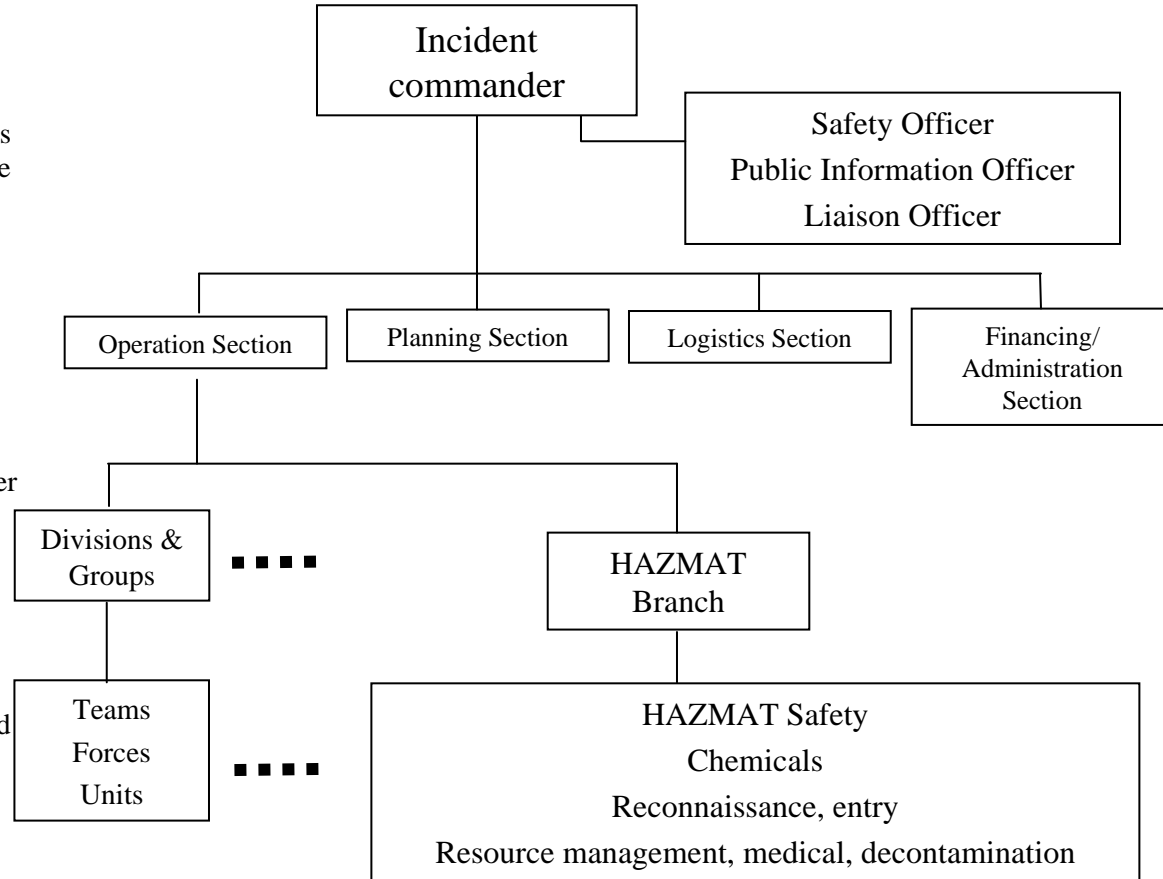 Incident
commander
s
e
Safety Officer
Public Information Officer
Liaison Officer
Operation Section
Planning Section
Logistics Section
Financing/
Administration
Section
er
Divisions &
Groups
HAZMAT
Branch
d
Teams
Forces
Units
HAZMAT Safety
Chemicals
Reconnaissance, entry
Resource management, medical, decontamination